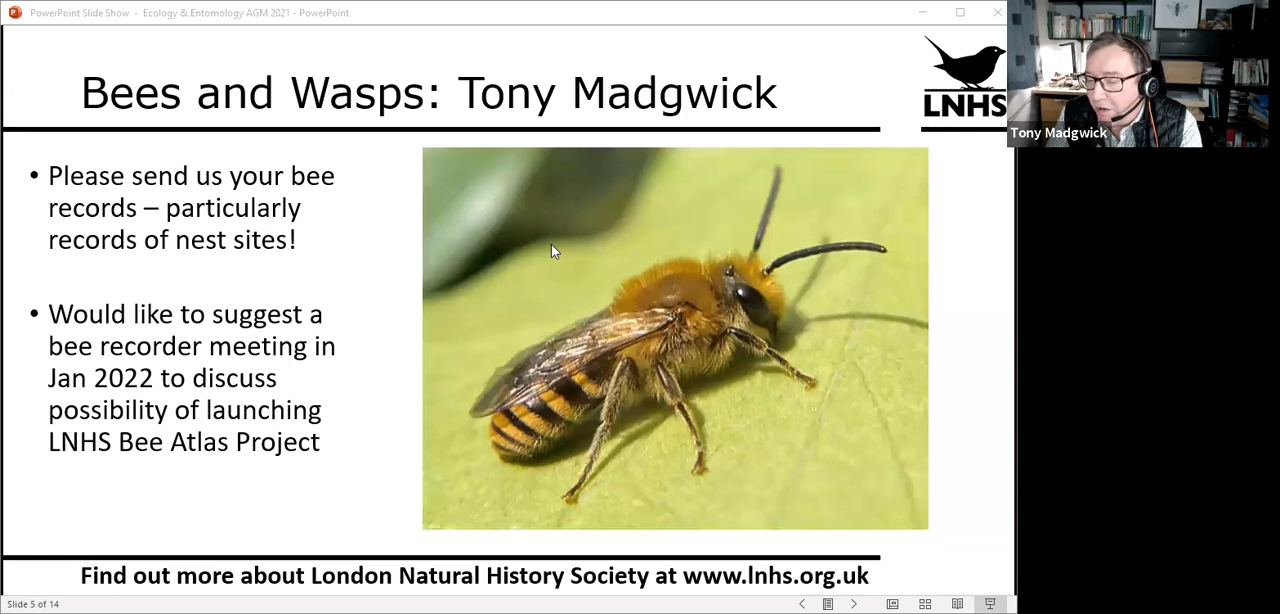 PowerPoint Slide Show - Ecology & Entomology AGM 2021 - PowerPoint
Bees and Wasps: Tony Madgwick
LNHS
Tony Madgwick
• Please send us your bee
records – particularly
records of nest sites!
• Would like to suggest a
bee recorder meeting in
Jan 2022 to discuss
possibility of launching
LNHS Bee Atlas Project
Find out more about London Natural History Society at www.lnhs.org.uk
Slide 5 of 14